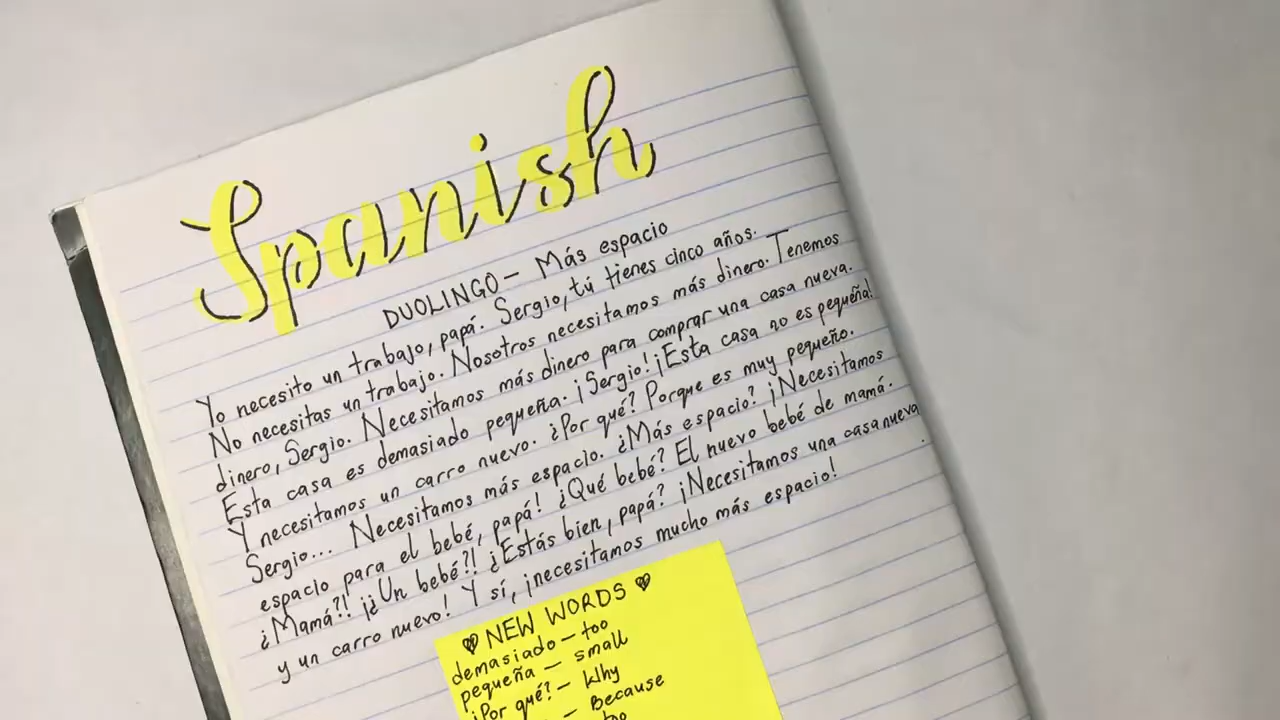 Spanish
DUOLINGO - Más espacio
Yo necesito un trabajo, papá. Sergio, tú tienes cinco años.
No necesitas un trabajo. Nosotros necesitamos más dinero. Tenemos
dinero, Sergio. Necesitamos más dinero para comprar una casa nueva.
Esta casa es demasiado pequeña. ¡Sergio! ¡Esta casa no es pequeña!
Y necesitamos un carro nuevo. ¿Por qué? Porque es muy pequeño.
Sergio... Necesitamos más espacio. ¿Más espacio? ¡Necesitamos
espacio para el bebé, papá! ¿Qué bebé? El nuevo bebé de mamá.
¿Mamá?! ¡¿Un bebé?! ¿Estás bien, papá? ¡Necesitamos una casa nueva
y un carro nuevo! Y sí, ¡necesitamos mucho más espacio!
♡ NEW WORDS ♡
demasiado - too
pequeña - small
¿Por qué? - Why
- Because